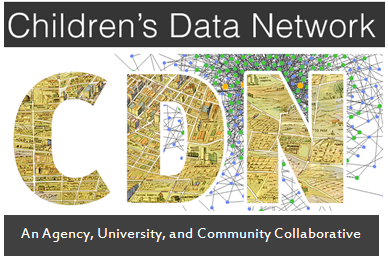 Children's Data Network
CDN
An Agency, University, and Community Collaborative